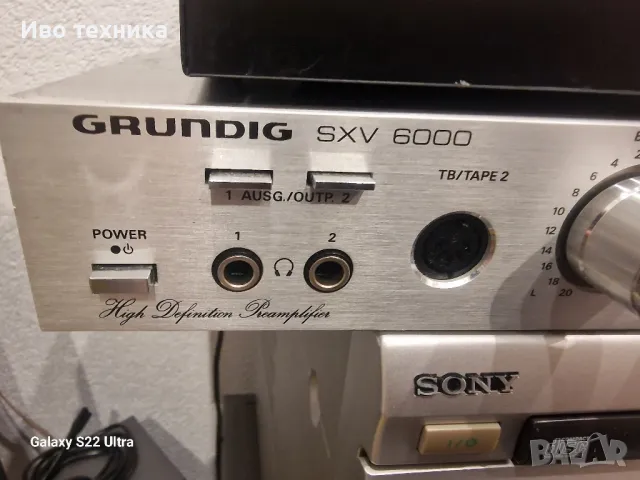 Иво техника
GRUNDIG SXV 6000
1 AUSG./OUTP. 2
TB/TAPE 2
POWER
1 2
High Definition Preamplifier
4
6
8
10
12
14
16
18
L 20
SONY
I/
Galaxy S22 Ultra
BAZAR